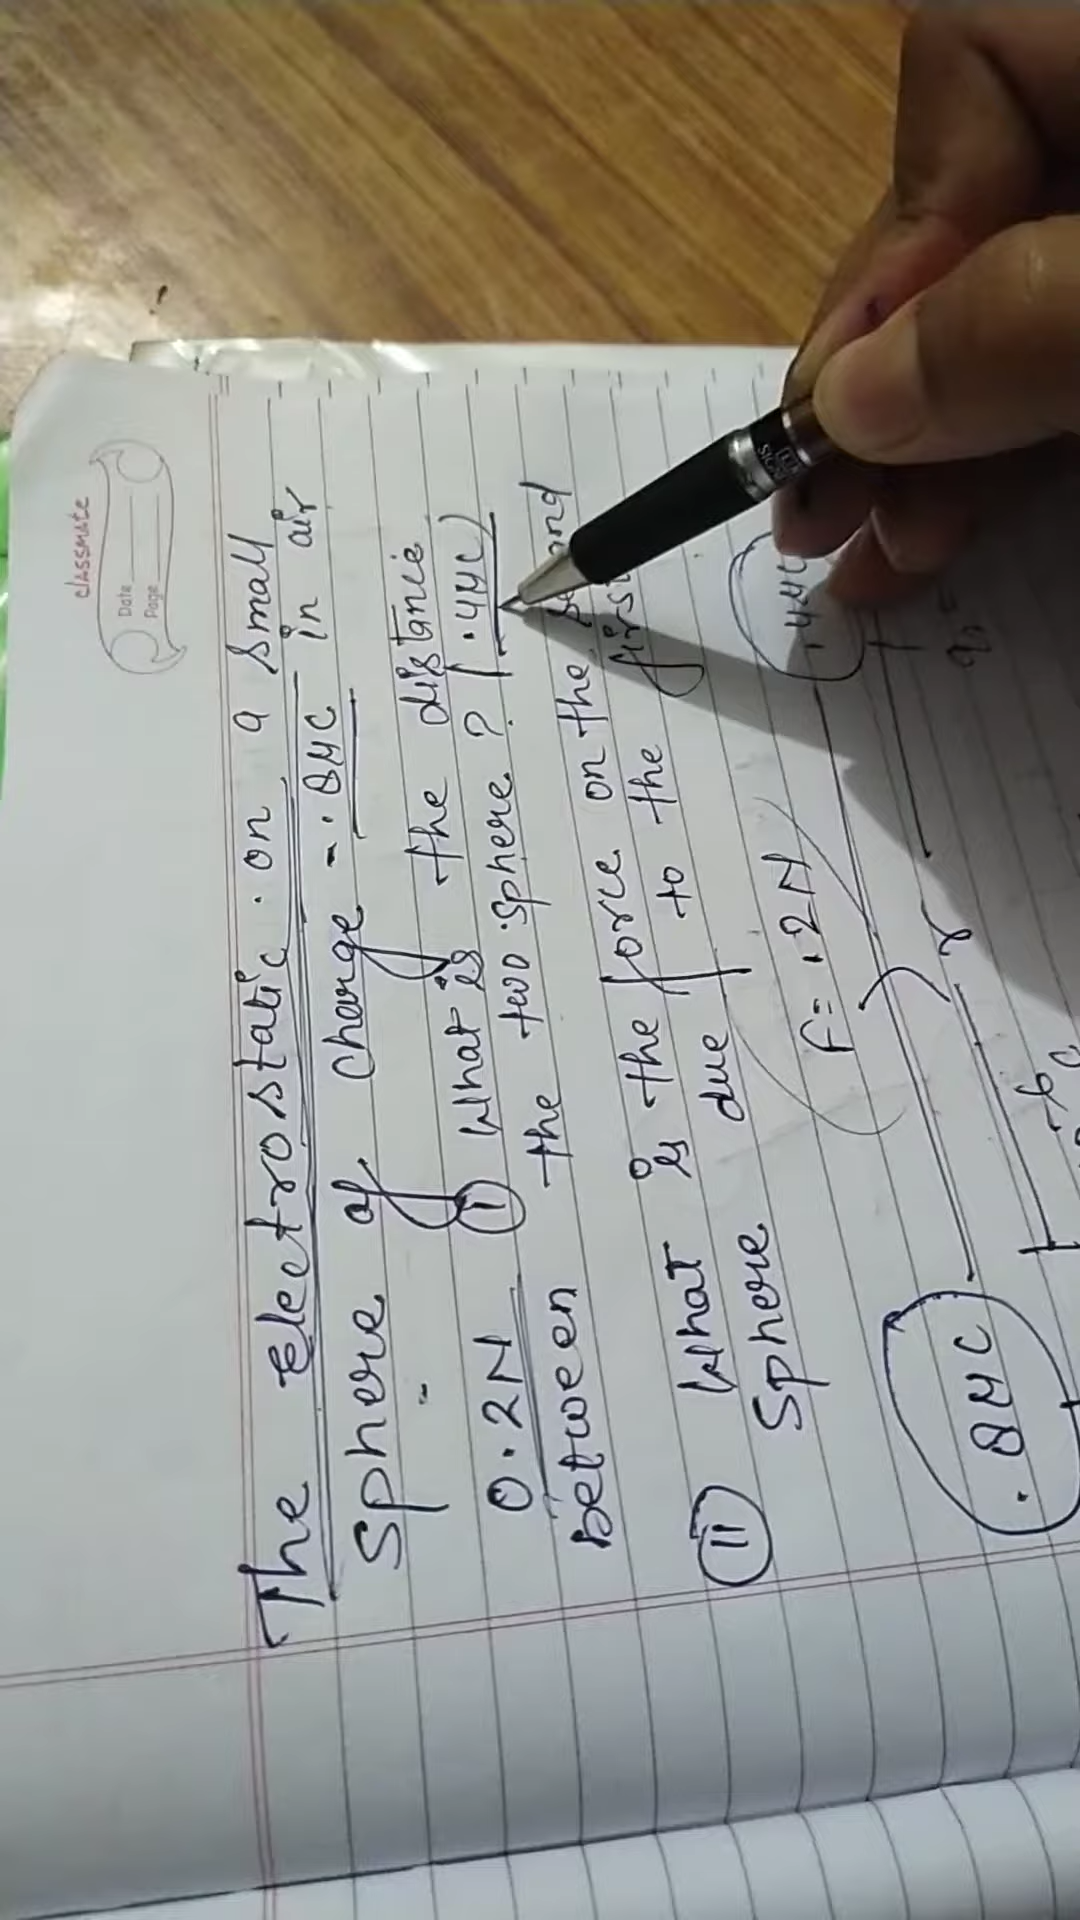 classmate
Date
Page
The Electrostatic on a small
Sphere of charge - .8μC in air
0.2N ① What is the distance
between the two sphere ? (.4μC)
⑪ What is the force on the
Sphere due to the first
F = .2N
.8μC
.4μC
r